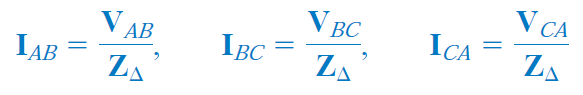 I_AB = V_AB / Z_Δ, I_BC = V_BC / Z_Δ, I_CA = V_CA / Z_Δ